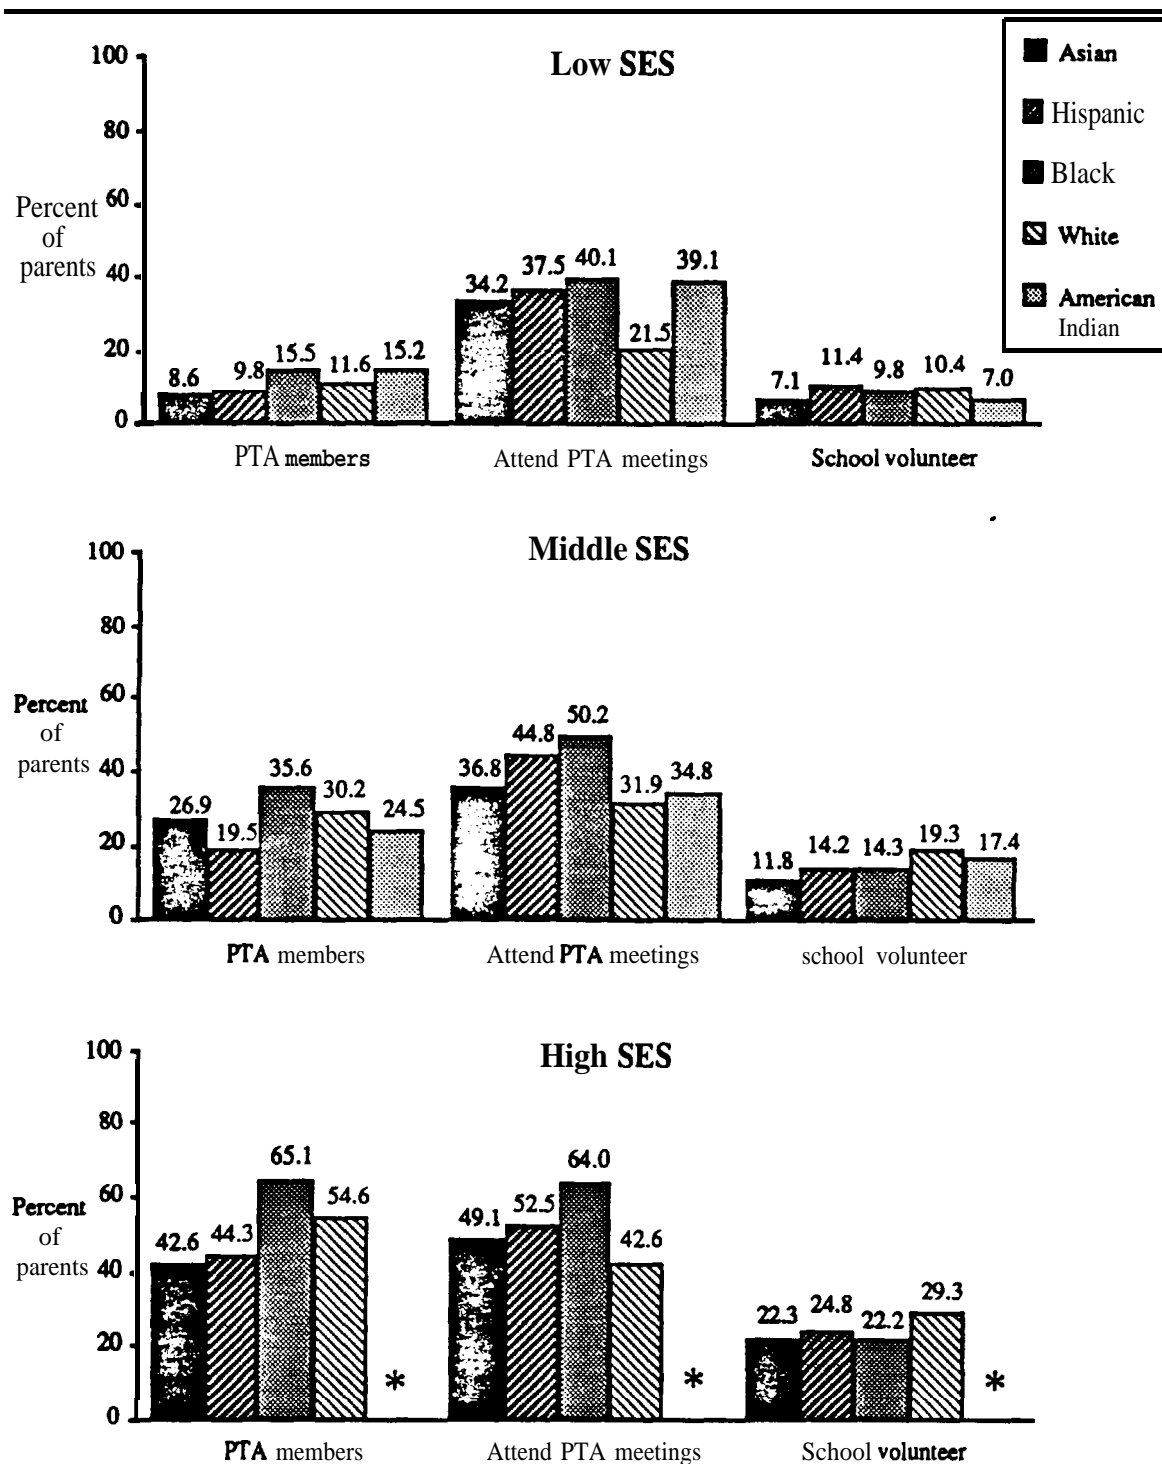 Low SES
Asian
Hispanic
Black
White
American
Indian
100
80
60
40
20
0
Percent
of
parents
8.6 9.8 15.5 11.6 15.2
34.2 37.5 40.1 21.5 39.1
7.1 11.4 9.8 10.4 7.0
PTA members Attend PTA meetings School volunteer
Middle SES
100
80
60
40
20
0
Percent
of
parents
26.9 19.5 35.6 30.2 24.5
36.8 44.8 50.2 31.9 34.8
11.8 14.2 14.3 19.3 17.4
PTA members Attend PTA meetings school volunteer
High SES
100
80
60
40
20
0
Percent
of
parents
42.6 44.3 65.1 54.6 *
49.1 52.5 64.0 42.6 *
22.3 24.8 22.2 29.3 *
PTA members Attend PTA meetings School volunteer